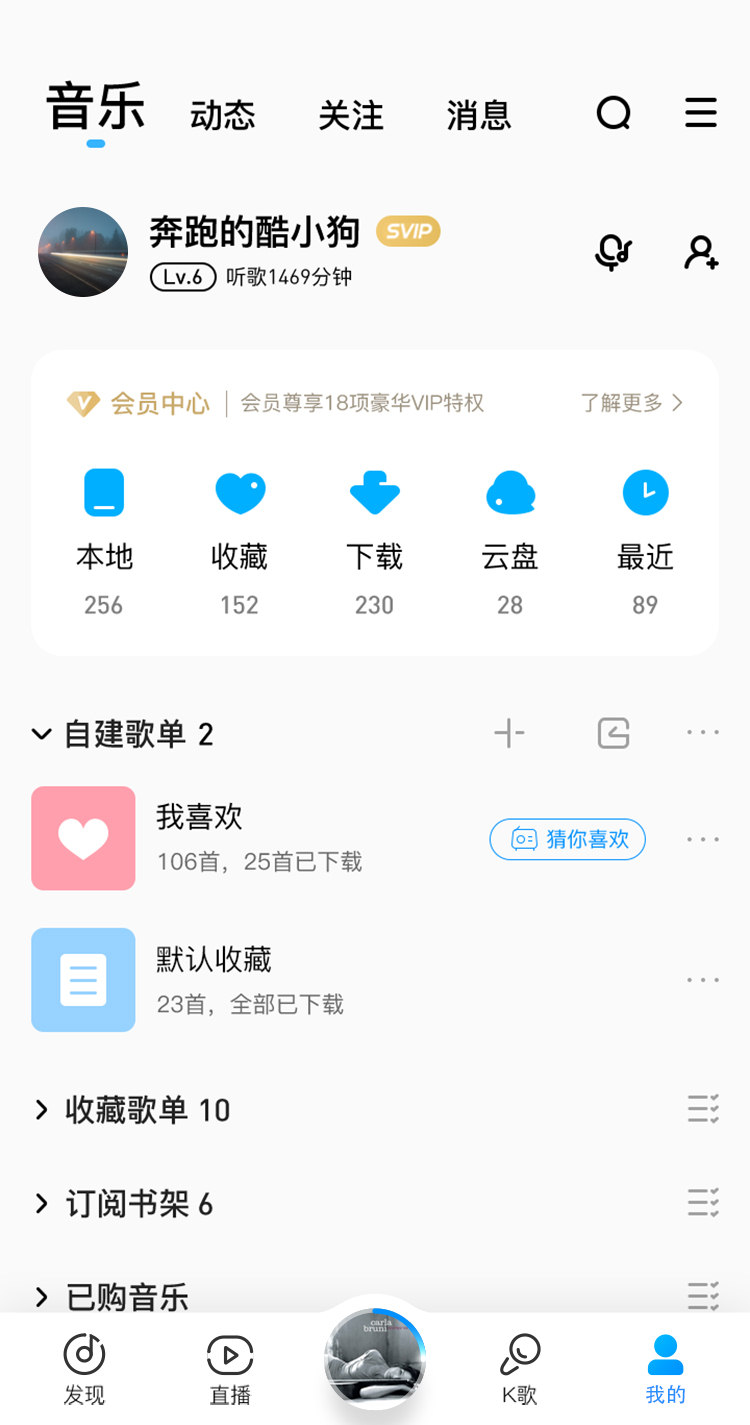 音乐 动态 关注 消息
奔跑的酷小狗 SVIP
Lv.6 听歌1469分钟
会员中心 会员尊享18项豪华VIP特权 了解更多
本地 收藏 下载 云盘 最近
256 152 230 28 89
自建歌单 2
我喜欢
106首，25首已下载
猜你喜欢
默认收藏
23首，全部已下载
收藏歌单 10
订阅书架 6
已购音乐
carla
bruni
发现 直播 K歌 我的